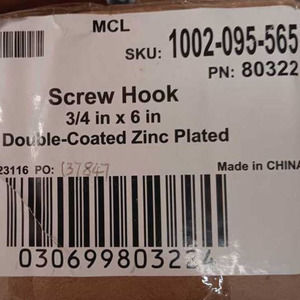 MCL
SKU: 1002-095-565
PN: 80322
Screw Hook
3/4 in x 6 in
Double-Coated Zinc Plated
23116 PO: 137847
Made in CHINA
030699803224